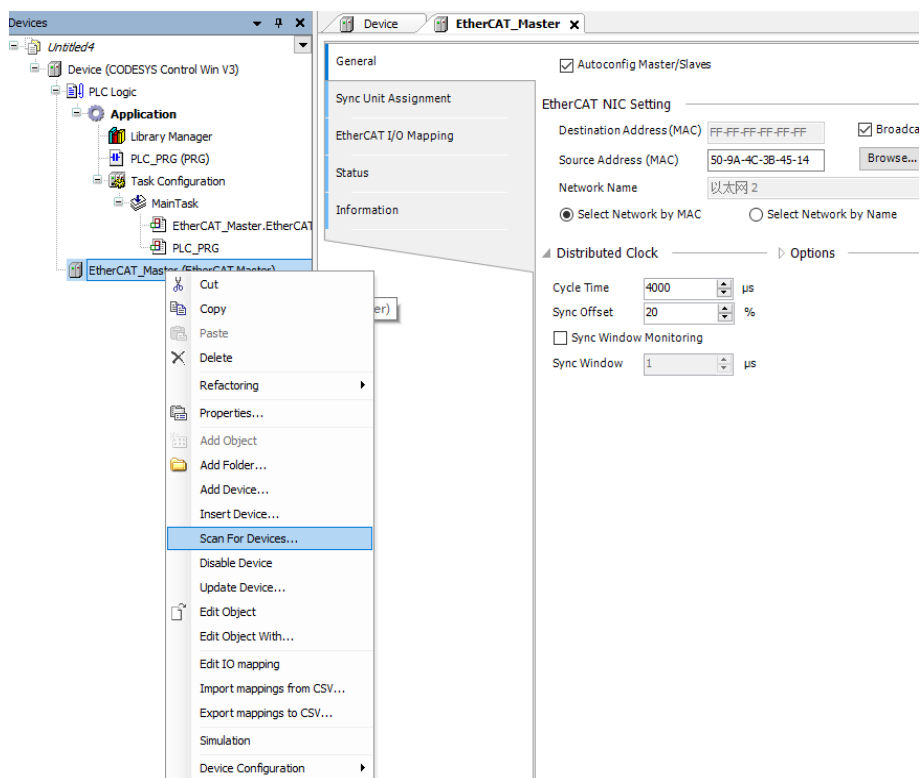 Devices
Untitled4
Device (CODESYS Control Win V3)
PLC Logic
Application
Library Manager
PLC_PRG (PRG)
Task Configuration
MainTask
EtherCAT_Master.EtherCAT
PLC_PRG
EtherCAT_Master (EtherCAT Master)
Cut
Copy
Paste
Delete
Refactoring
Properties...
Add Object
Add Folder...
Add Device...
Insert Device...
Scan For Devices...
Disable Device
Update Device...
Edit Object
Edit Object With...
Edit IO mapping
Import mappings from CSV...
Export mappings to CSV...
Simulation
Device Configuration
er)
Device
EtherCAT_Master
General
Sync Unit Assignment
EtherCAT I/O Mapping
Status
Information
Autoconfig Master/Slaves
EtherCAT NIC Setting
Destination Address (MAC) FF-FF-FF-FF-FF-FF Broadca
Source Address (MAC) 50-9A-4C-3B-45-14 Browse...
Network Name 以太网 2
Select Network by MAC Select Network by Name
Distributed Clock Options
Cycle Time 4000 µs
Sync Offset 20 %
Sync Window Monitoring
Sync Window 1 µs